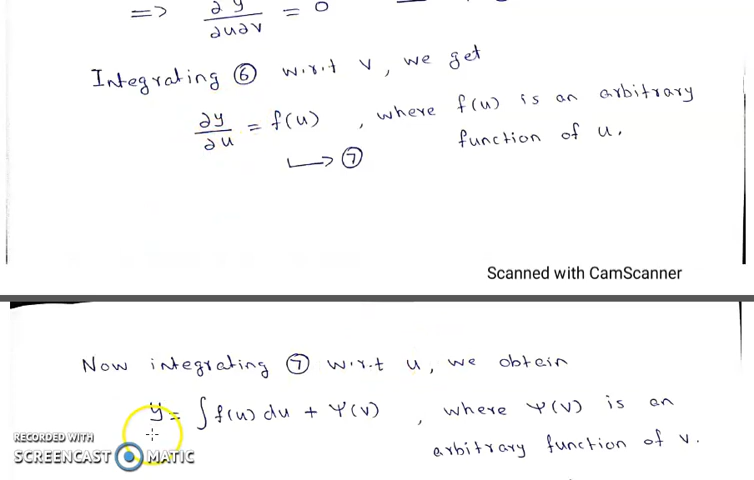 => ∂²y/∂u∂v = 0
Integrating ⑥ w.r.t v, we get
∂y/∂u = f(u) , where f(u) is an arbitrary
function of u.
↳ ⑦
Scanned with CamScanner
Now integrating ⑦ w.r.t u, we obtain
y = ∫ f(u) du + Ψ(v) , where Ψ(v) is an
arbitrary function of v.
RECORDED WITH
SCREENCAST MATIC